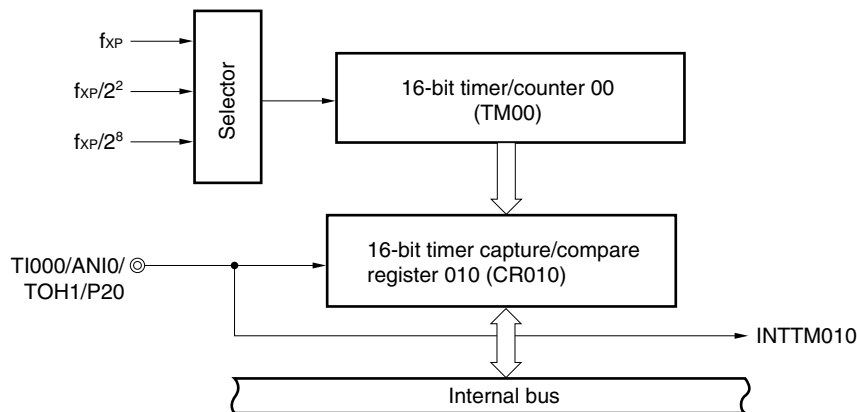 fXP
fXP/2²
fXP/2⁸
Selector
16-bit timer/counter 00
(TM00)
16-bit timer capture/compare
register 010 (CR010)
TI000/ANI0/
TOH1/P20
INTTM010
Internal bus